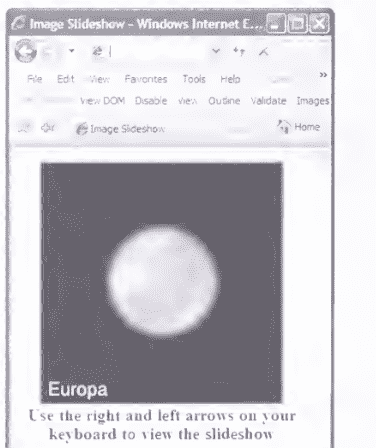 Image Slideshow - Windows Internet E...
File Edit View Favorites Tools Help »
View DOM Disable View Outline Validate Images
Image Slideshow Home
Europa
Use the right and left arrows on your
keyboard to view the slideshow